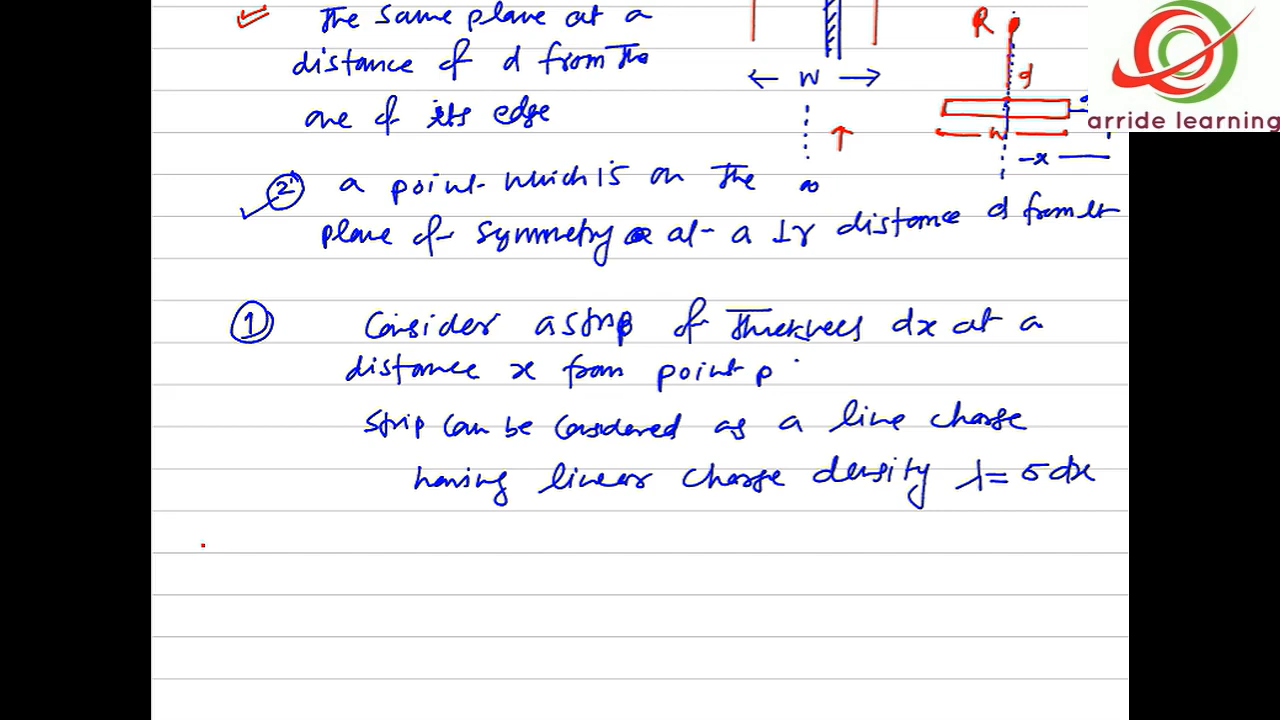 The same plane at a
distance of d from the
one of its edge
← W →
∞
R P
d
W
-x
arride learning
② a point which is on the
plane of symmetry at a ⊥r distance d from it
① Consider a strip of thickness dx at a
distance x from point p
strip can be considered as a line charge
having linear charge density λ = σ dx